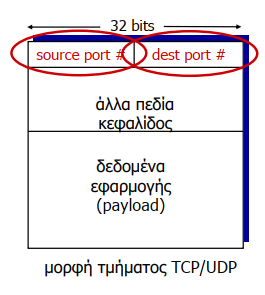 32 bits
source port # dest port #
άλλα πεδία
κεφαλίδος
δεδομένα
εφαρμογής
(payload)
μορφή τμήματος TCP/UDP